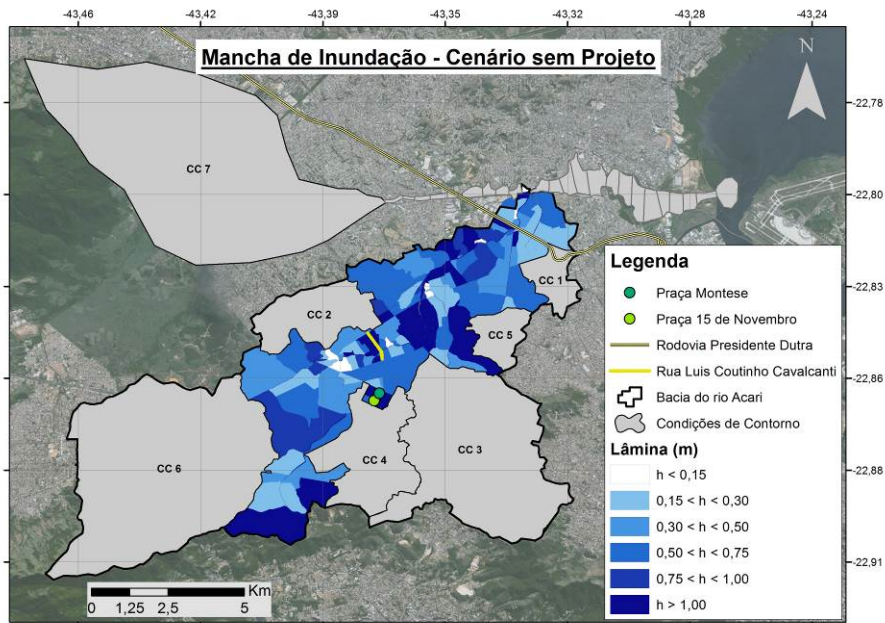 -43,46 -43,42 -43,39 -43,35 -43,32 -43,28 -43,24
Mancha de Inundação - Cenário sem Projeto
N
-22,78
CC 7
-22,80
CC 1
-22,83
CC 2
CC 5
-22,86
CC 6
CC 4
CC 3
-22,88
-22,91
Legenda
Praça Montese
Praça 15 de Novembro
Rodovia Presidente Dutra
Rua Luis Coutinho Cavalcanti
Bacia do rio Acari
Condições de Contorno
Lâmina (m)
h < 0,15
0,15 < h < 0,30
0,30 < h < 0,50
0,50 < h < 0,75
0,75 < h < 1,00
h > 1,00
Km
0 1,25 2,5 5